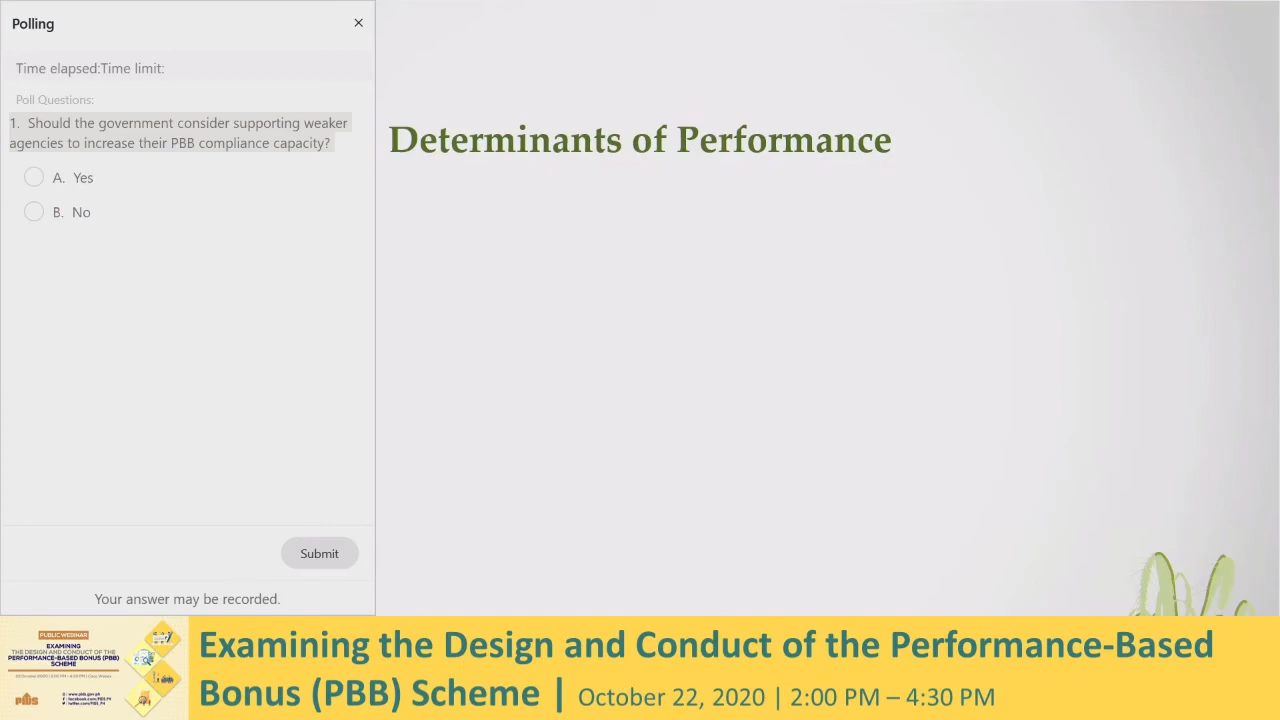 Polling
Time elapsed:Time limit:
Poll Questions:
1. Should the government consider supporting weaker
agencies to increase their PBB compliance capacity?
A. Yes
B. No
Submit
Your answer may be recorded.
Determinants of Performance
PUBLIC WEBINAR
EXAMINING
THE DESIGN AND CONDUCT OF THE
PERFORMANCE-BASED BONUS (PBB)
SCHEME
Examining the Design and Conduct of the Performance-Based
Bonus (PBB) Scheme | October 22, 2020 | 2:00 PM – 4:30 PM